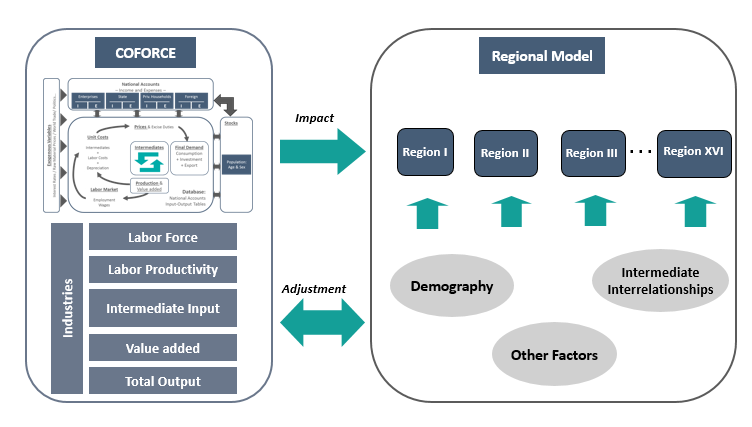 COFORCE
National Accounts
– Income and Expenses –
Enterprises
State
Priv. Households
Foreign
I E
I E
I E
I E
Exogenous Variables
Stocks
Prices & Excise Duties
Unit Costs
Intermediates
+
Labor Costs
+
Depreciation
Intermediates
Final Demand
Consumption
+ Investment
+ Export
Population:
Age & Sex
Production &
Value added
Labor Market
Employment
Wages
Database:
National Accounts
Input-Output Tables
Industries
Labor Force
Labor Productivity
Intermediate Input
Value added
Total Output
Impact
Adjustment
Regional Model
Region I
Region II
Region III
...
Region XVI
Demography
Intermediate
Interrelationships
Other Factors